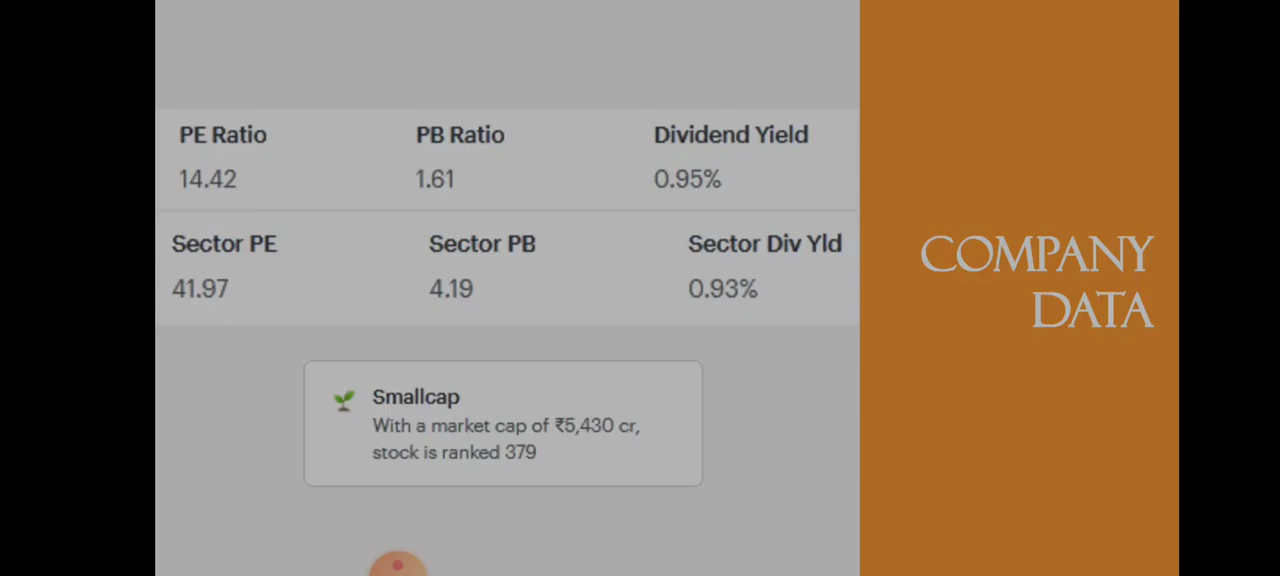 PE Ratio PB Ratio Dividend Yield
14.42 1.61 0.95%
Sector PE Sector PB Sector Div Yld
41.97 4.19 0.93%
Smallcap
With a market cap of ₹5,430 cr,
stock is ranked 379
COMPANY
DATA